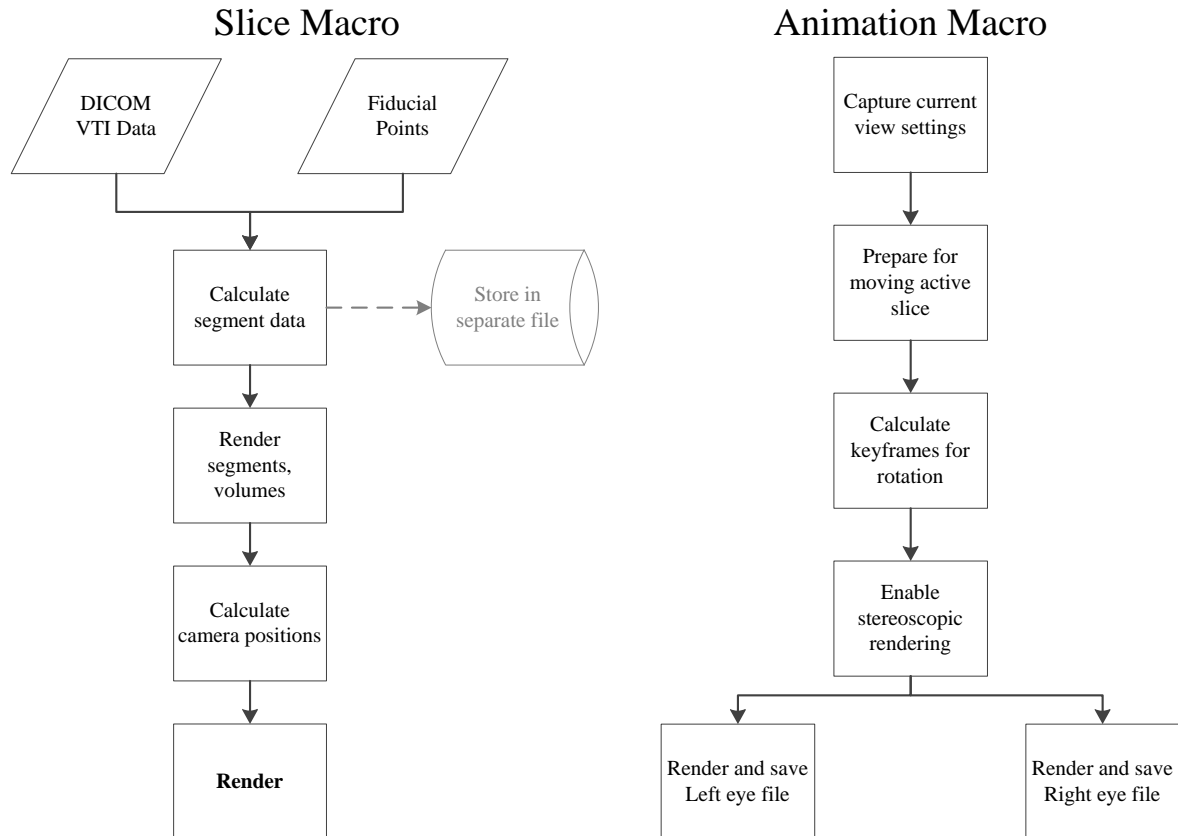 Slice Macro
DICOM
VTI Data
Fiducial
Points
Calculate
segment data
Store in
separate file
Render
segments,
volumes
Calculate
camera positions
Render
Animation Macro
Capture current
view settings
Prepare for
moving active
slice
Calculate
keyframes for
rotation
Enable
stereoscopic
rendering
Render and save
Left eye file
Render and save
Right eye file